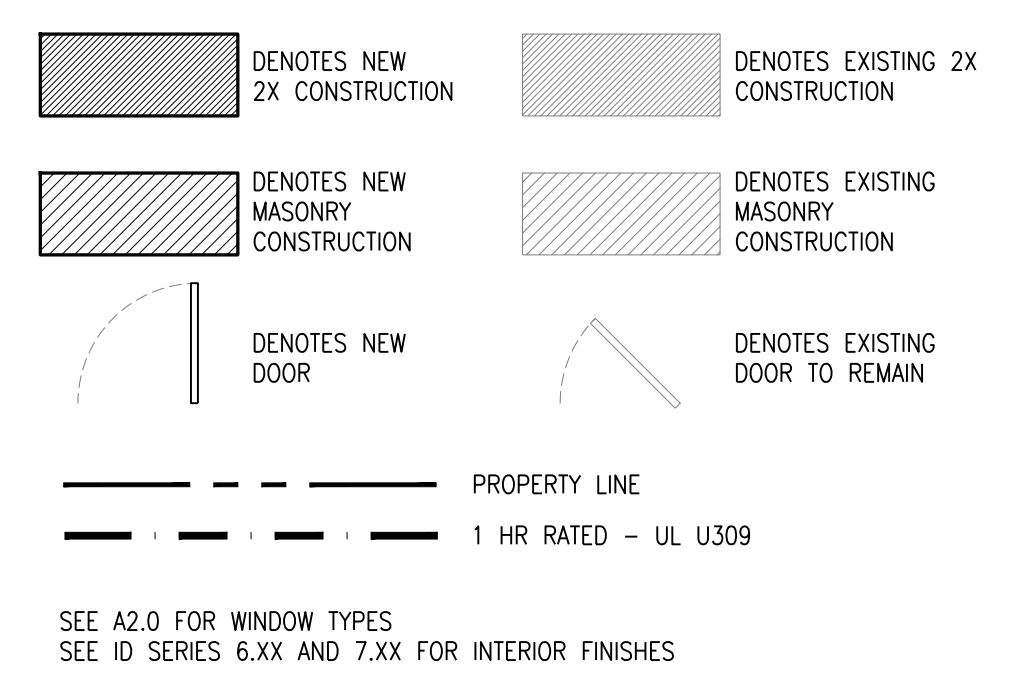 DENOTES NEW
2X CONSTRUCTION
DENOTES EXISTING 2X
CONSTRUCTION
DENOTES NEW
MASONRY
CONSTRUCTION
DENOTES EXISTING
MASONRY
CONSTRUCTION
DENOTES NEW
DOOR
DENOTES EXISTING
DOOR TO REMAIN
PROPERTY LINE
1 HR RATED - UL U309
SEE A2.0 FOR WINDOW TYPES
SEE ID SERIES 6.XX AND 7.XX FOR INTERIOR FINISHES